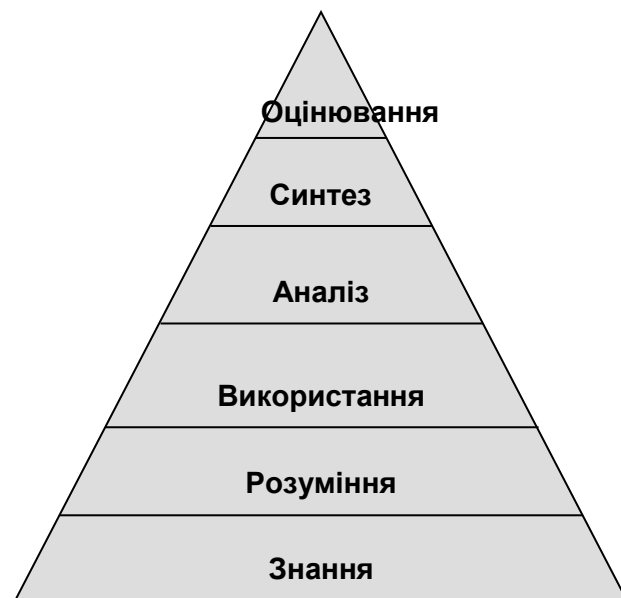 Оцінювання
Синтез
Аналіз
Використання
Розуміння
Знання